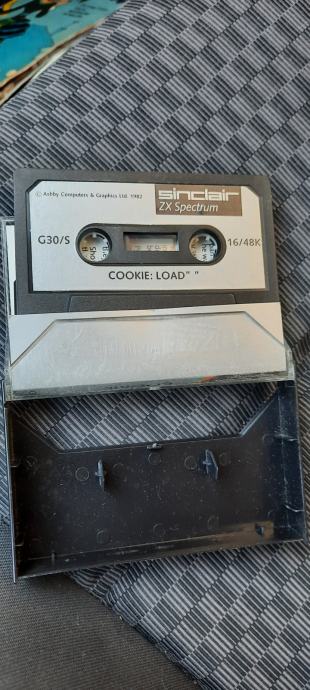 © Ashby Computers & Graphics Ltd. 1982
sinclair
ZX Spectrum
G30/S
16/48K
COOKIE: LOAD" "